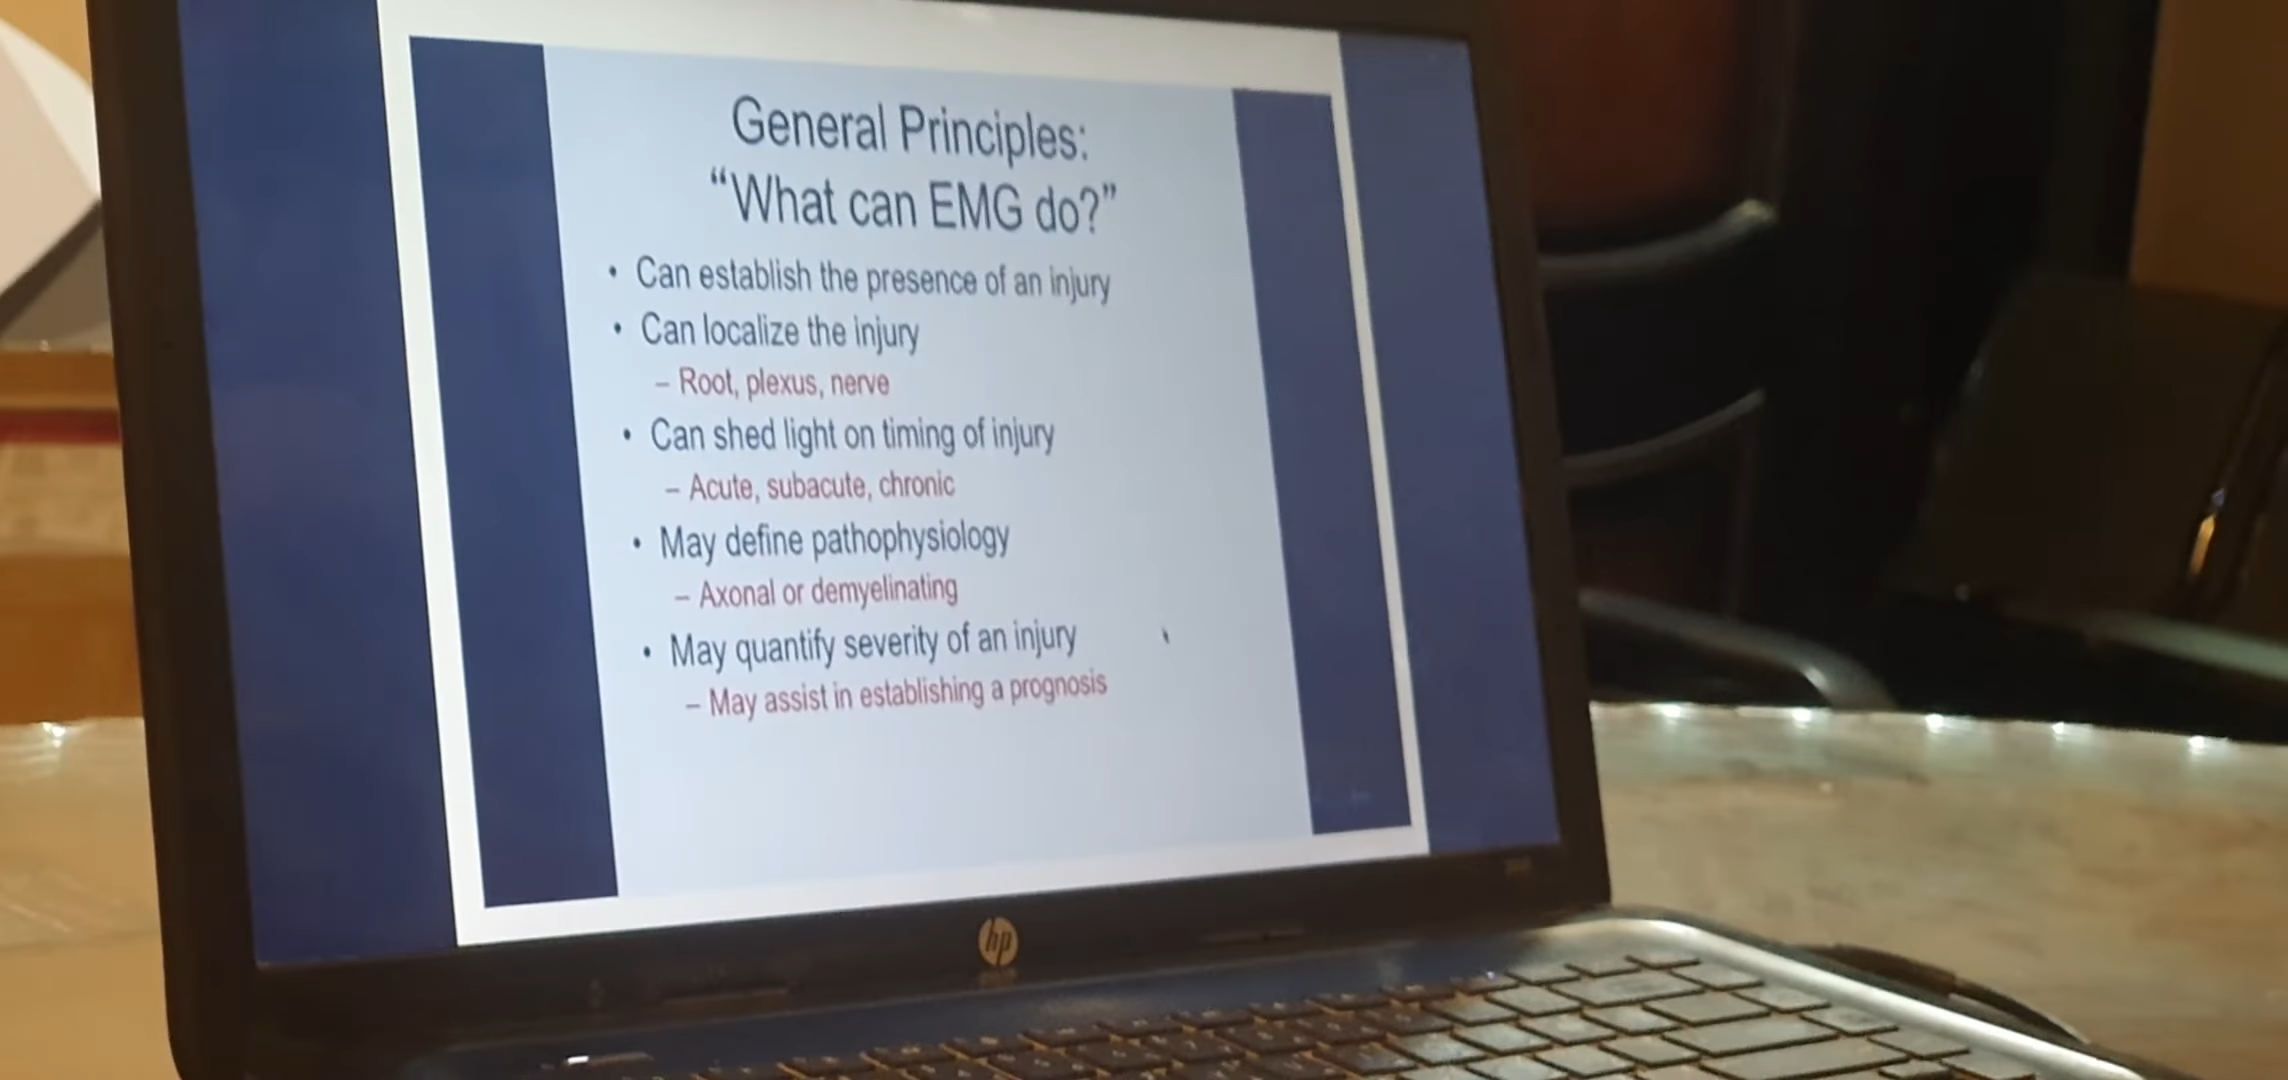 General Principles:
“What can EMG do?”
• Can establish the presence of an injury
• Can localize the injury
– Root, plexus, nerve
• Can shed light on timing of injury
– Acute, subacute, chronic
• May define pathophysiology
– Axonal or demyelinating
• May quantify severity of an injury
– May assist in establishing a prognosis
hp